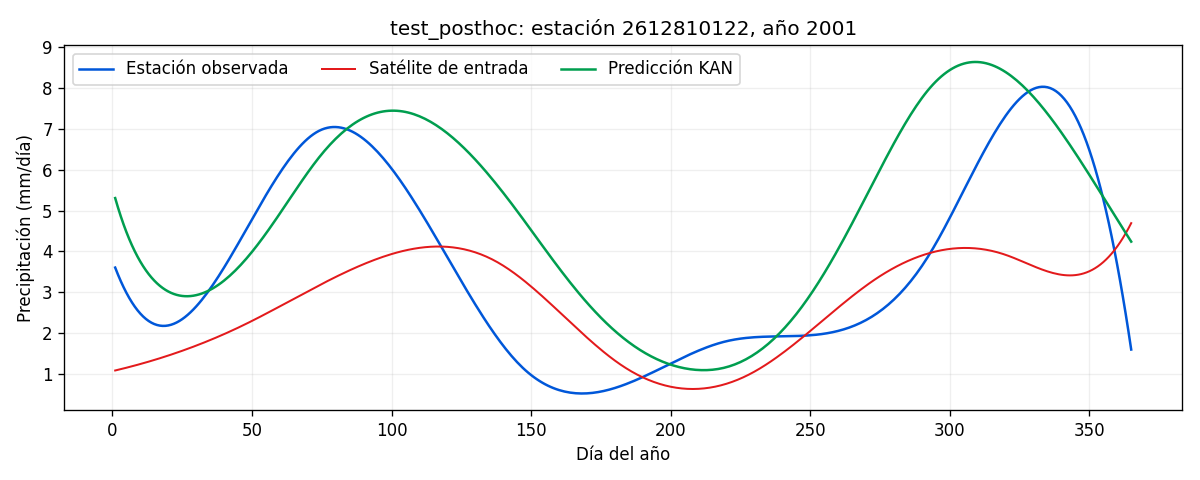 test_posthoc: estación 2612810122, año 2001
Estación observada Satélite de entrada Predicción KAN
Precipitación (mm/día)
9
8
7
6
5
4
3
2
1
0 50 100 150 200 250 300 350
Día del año